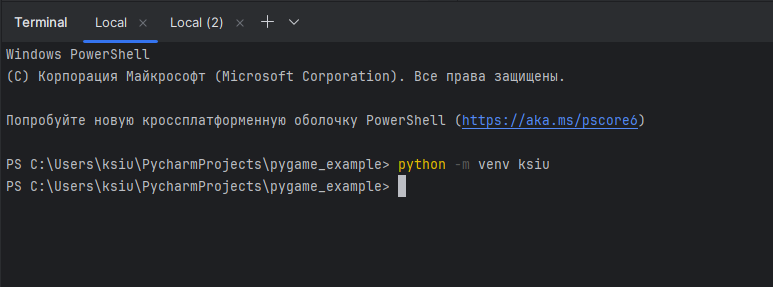 Terminal Local × Local (2) ×
Windows PowerShell
(C) Корпорация Майкрософт (Microsoft Corporation). Все права защищены.
Попробуйте новую кроссплатформенную оболочку PowerShell (https://aka.ms/pscore6)
PS C:\Users\ksiu\PycharmProjects\pygame_example> python -m venv ksiu
PS C:\Users\ksiu\PycharmProjects\pygame_example>